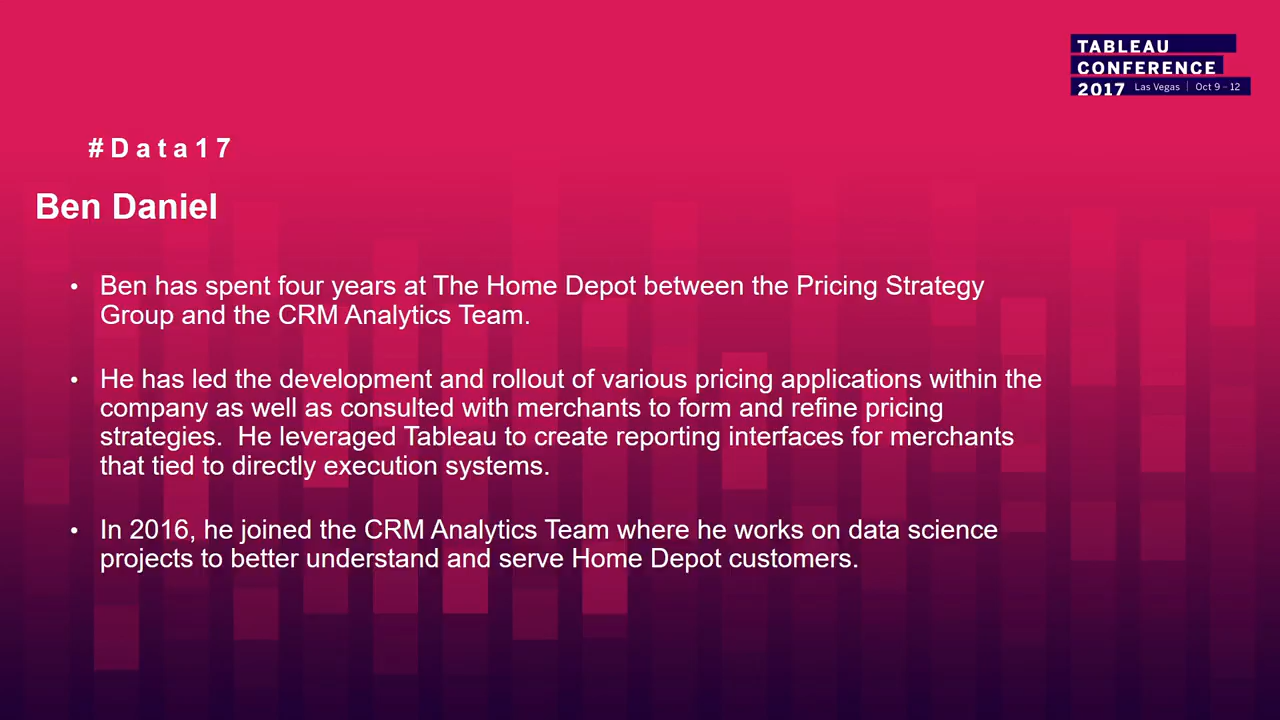 TABLEAU
CONFERENCE
2017 Las Vegas | Oct 9 – 12
#Data17
Ben Daniel
• Ben has spent four years at The Home Depot between the Pricing Strategy
Group and the CRM Analytics Team.
• He has led the development and rollout of various pricing applications within the
company as well as consulted with merchants to form and refine pricing
strategies.  He leveraged Tableau to create reporting interfaces for merchants
that tied to directly execution systems.
• In 2016, he joined the CRM Analytics Team where he works on data science
projects to better understand and serve Home Depot customers.